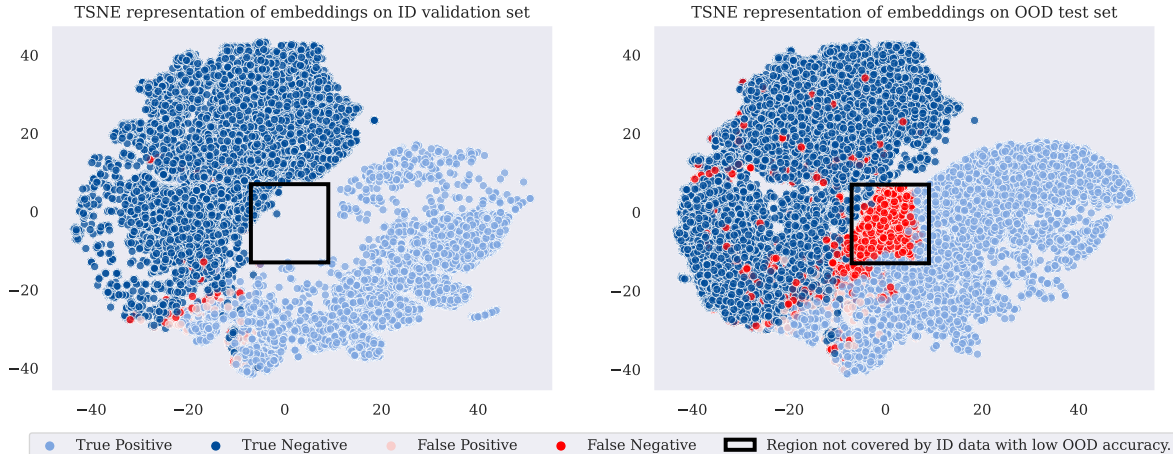 TSNE representation of embeddings on ID validation set
TSNE representation of embeddings on OOD test set
40
20
0
−20
−40
−40
−20
0
20
40
40
20
0
−20
−40
−40
−20
0
20
40
True Positive
True Negative
False Positive
False Negative
Region not covered by ID data with low OOD accuracy.